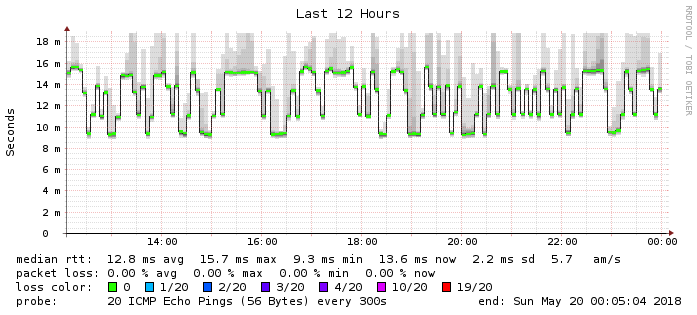 Last 12 Hours
RRDTOOL / TOBI OETIKER
Seconds
18 m
16 m
14 m
12 m
10 m
8 m
6 m
4 m
2 m
0
14:00 16:00 18:00 20:00 22:00 00:00
median rtt: 12.8 ms avg 15.7 ms max 9.3 ms min 13.6 ms now 2.2 ms sd 5.7 am/s
packet loss: 0.00 % avg 0.00 % max 0.00 % min 0.00 % now
loss color: 0 1/20 2/20 3/20 4/20 10/20 19/20
probe: 20 ICMP Echo Pings (56 Bytes) every 300s end: Sun May 20 00:05:04 2018